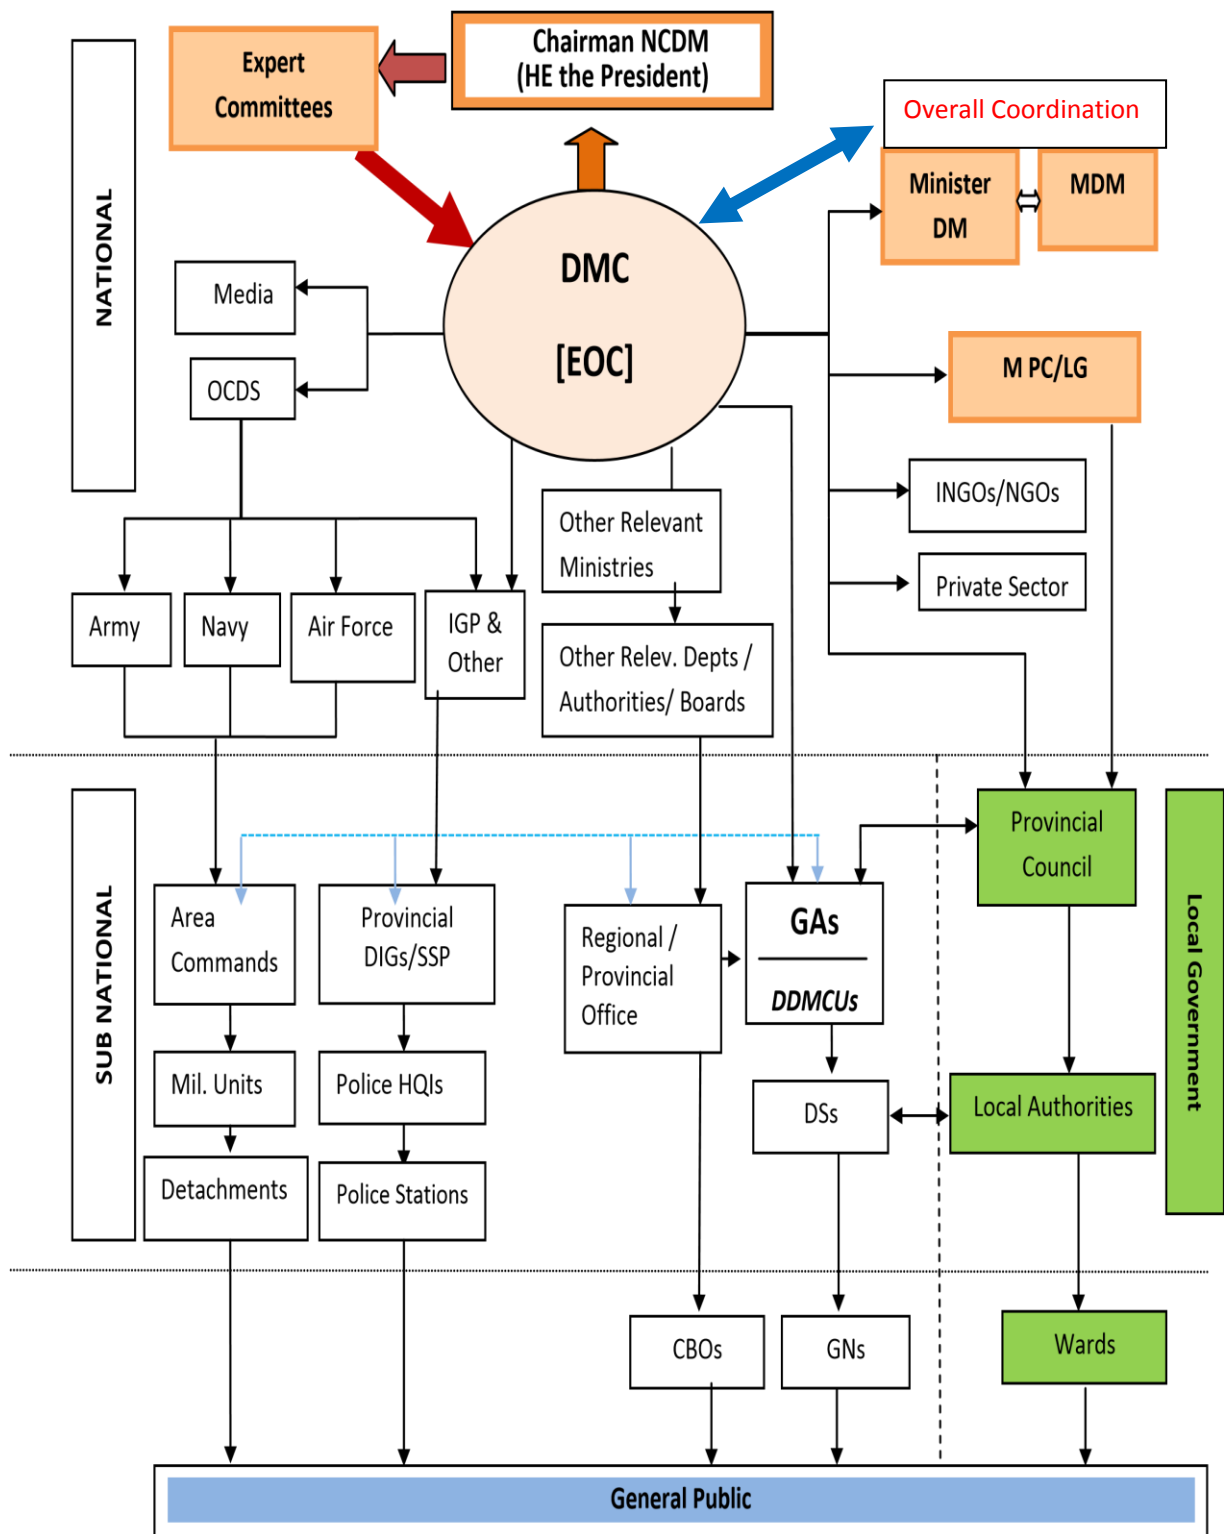 Chairman NCDM
(HE the President)
Expert
Committees
Overall Coordination
Minister
DM
MDM
NATIONAL
DMC
[EOC]
Media
OCDS
M PC/LG
INGOs/NGOs
Private Sector
Other Relevant
Ministries
Army
Navy
Air Force
IGP &
Other
Other Relev. Depts /
Authorities/ Boards
SUB NATIONAL
Local Government
Provincial
Council
Area
Commands
Provincial
DIGs/SSP
Regional /
Provincial
Office
GAs
DDMCUs
Mil. Units
Police HQIs
DSs
Local Authorities
Detachments
Police Stations
CBOs
GNs
Wards
General Public